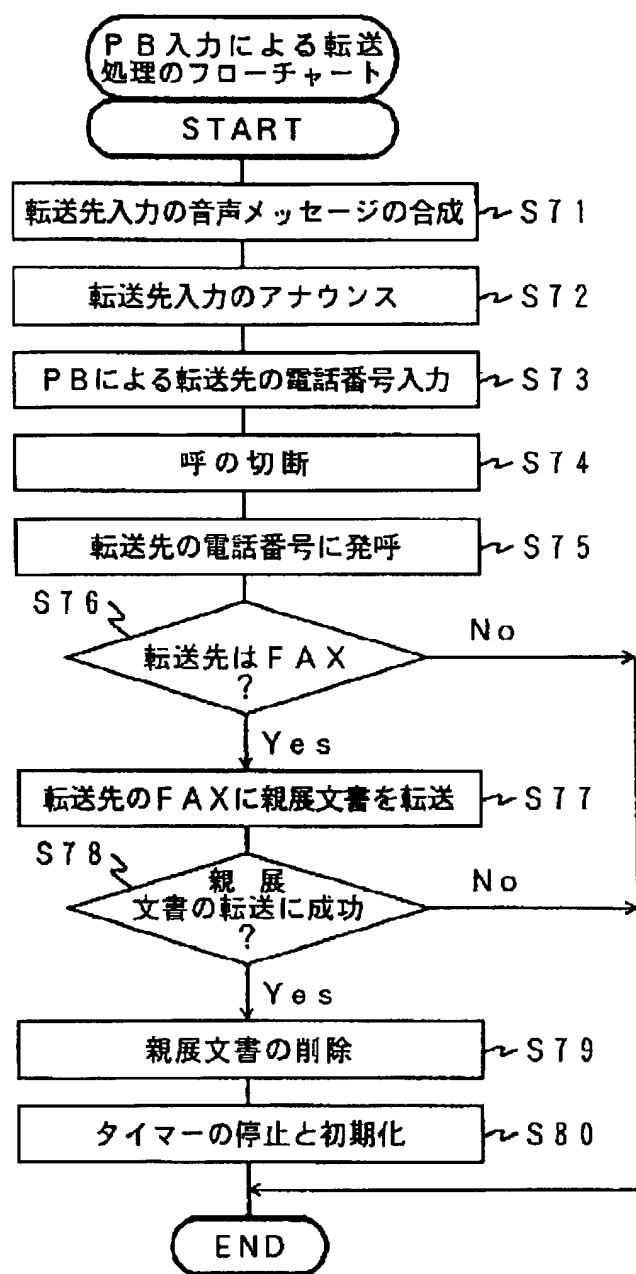 PB入力による転送
処理のフローチャート
START
転送先入力の音声メッセージの合成 S71
転送先入力のアナウンス S72
PBによる転送先の電話番号入力 S73
呼の切断 S74
転送先の電話番号に発呼 S75
S76
転送先はFAX
?
No
Yes
転送先のFAXに親展文書を転送 S77
S78
親展
文書の転送に成功
?
No
Yes
親展文書の削除 S79
タイマーの停止と初期化 S80
END